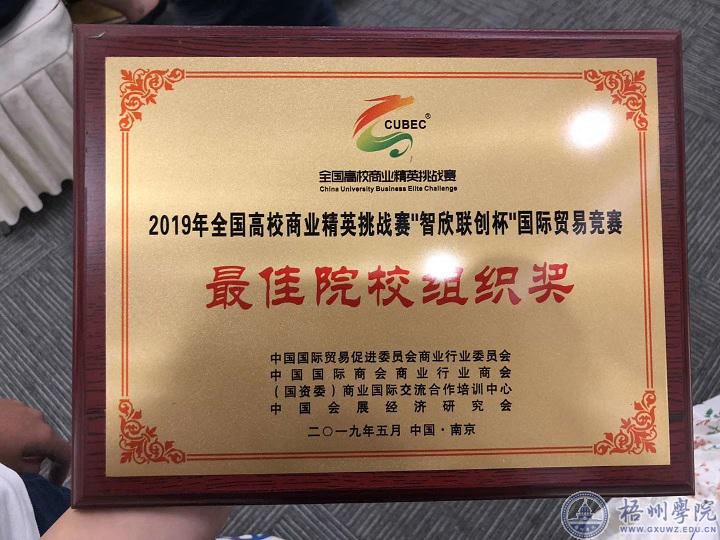 CUBEC®
全国高校商业精英挑战赛
China University Business Elite Challenge
2019年全国高校商业精英挑战赛"智欣联创杯"国际贸易竞赛
最佳院校组织奖
中国国际贸易促进委员会商业行业委员会
中国国际商会商业行业商会
(国资委)商业国际交流合作培训中心
中国会展经济研究会
二〇一九年五月 中国·南京
梧州學院
WWW.GXUWZ.EDU.CN